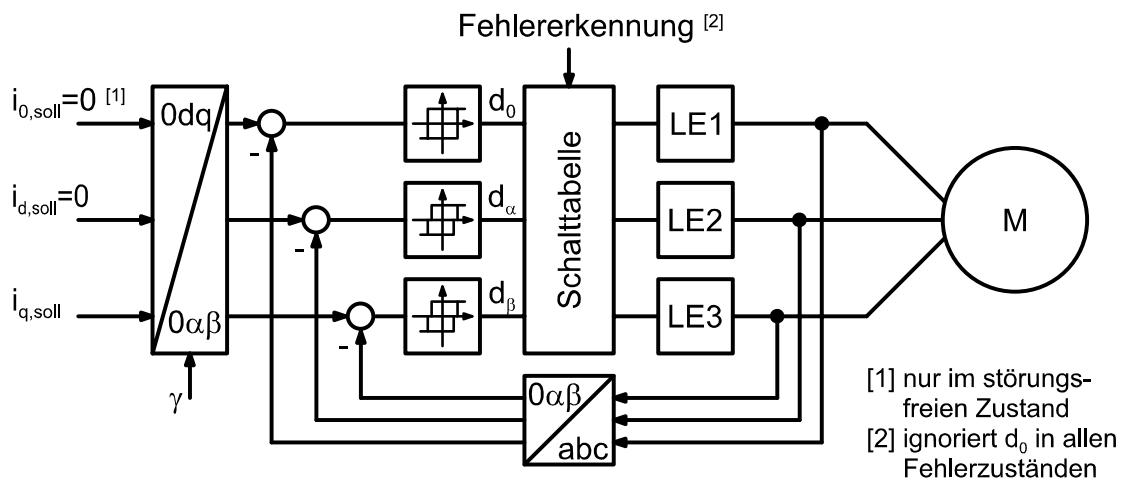 Fehlererkennung [2]
i0,soll=0 [1]
id,soll=0
iq,soll
0dq
0αβ
γ
-
-
-
d0
dα
dβ
Schalttabelle
LE1
LE2
LE3
M
0αβ
abc
[1] nur im störungs-
freien Zustand
[2] ignoriert d0 in allen
Fehlerzuständen